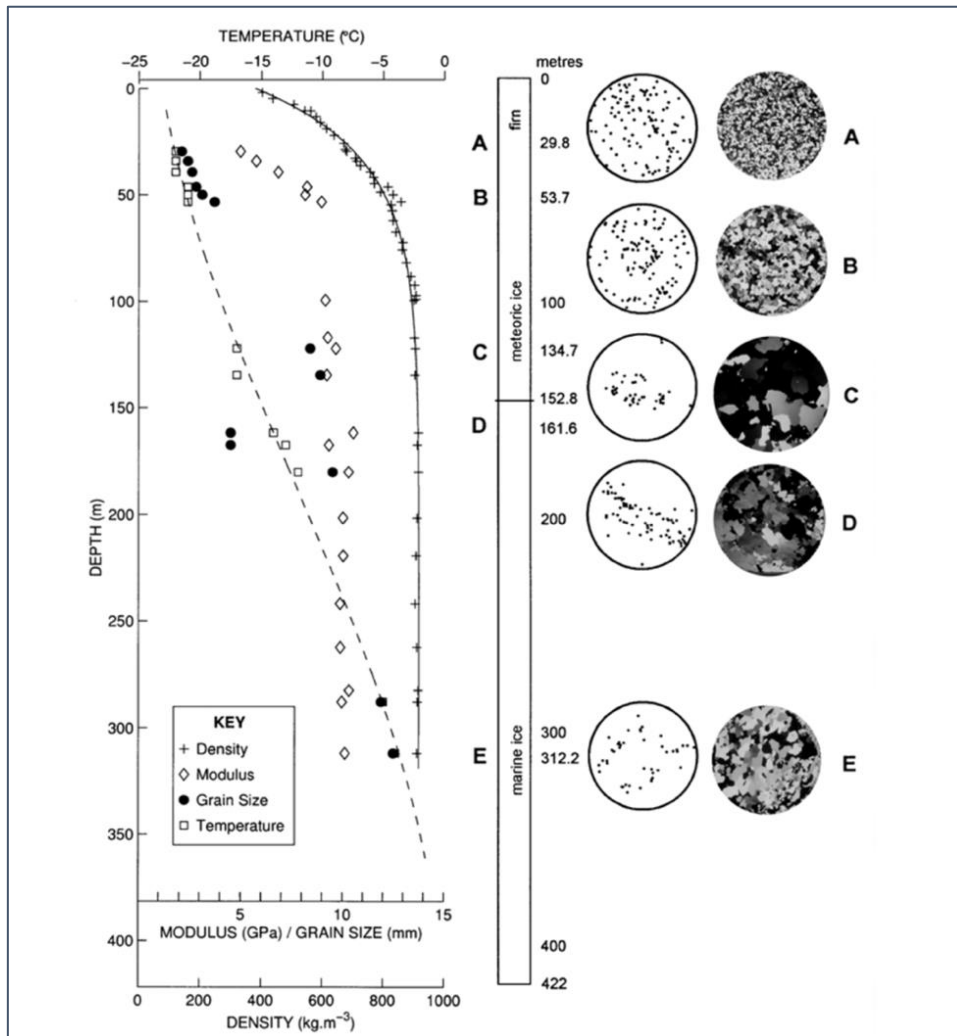 TEMPERATURE (°C)
−25 −20 −15 −10 −5 0
0
50
100
150
200
250
300
350
400
DEPTH (m)
KEY
+ Density
◇ Modulus
● Grain Size
□ Temperature
5 10 15
MODULUS (GPa) / GRAIN SIZE (mm)
0 200 400 600 800 1000
DENSITY (kg.m⁻³)
A
B
C
D
E
metres
firn
meteoric ice
marine ice
0
29.8
53.7
100
134.7
152.8
161.6
200
300
312.2
400
422
A
B
C
D
E